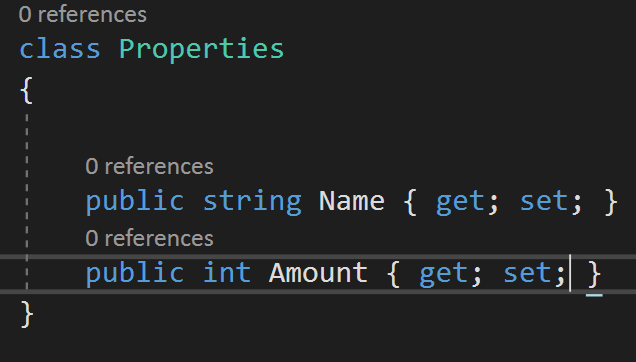 0 references
class Properties
{
0 references
public string Name { get; set; }
0 references
public int Amount { get; set; }
}